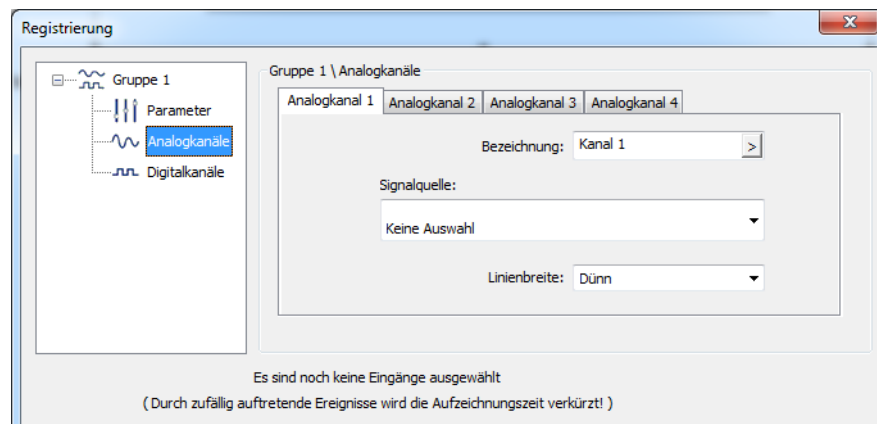 Registrierung
Gruppe 1
Parameter
Analogkanäle
Digitalkanäle
Gruppe 1 \ Analogkanäle
Analogkanal 1 Analogkanal 2 Analogkanal 3 Analogkanal 4
Bezeichnung: Kanal 1 >
Signalquelle:
Keine Auswahl
Linienbreite: Dünn
Es sind noch keine Eingänge ausgewählt
( Durch zufällig auftretende Ereignisse wird die Aufzeichnungszeit verkürzt! )